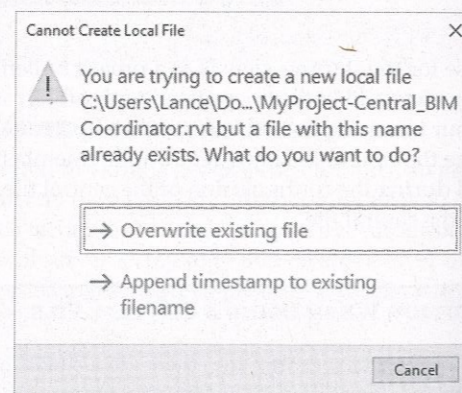 Cannot Create Local File
You are trying to create a new local file
C:\Users\Lance\Do...\MyProject-Central_BIM
Coordinator.rvt but a file with this name
already exists. What do you want to do?
→ Overwrite existing file
→ Append timestamp to existing
filename
Cancel